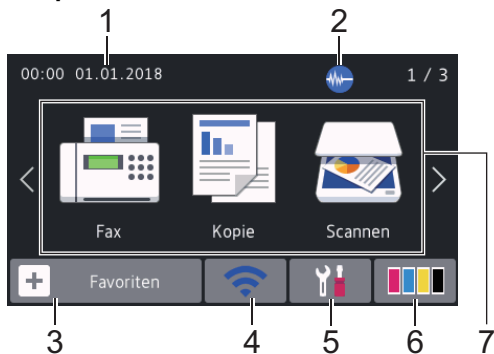 1 2
00:00 01.01.2018 1 / 3
Fax Kopie Scannen
+ Favoriten
3 4 5 6 7